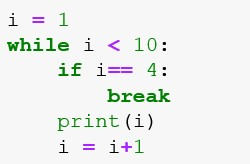 i = 1
while i < 10:
    if i== 4:
        break
    print(i)
    i = i+1